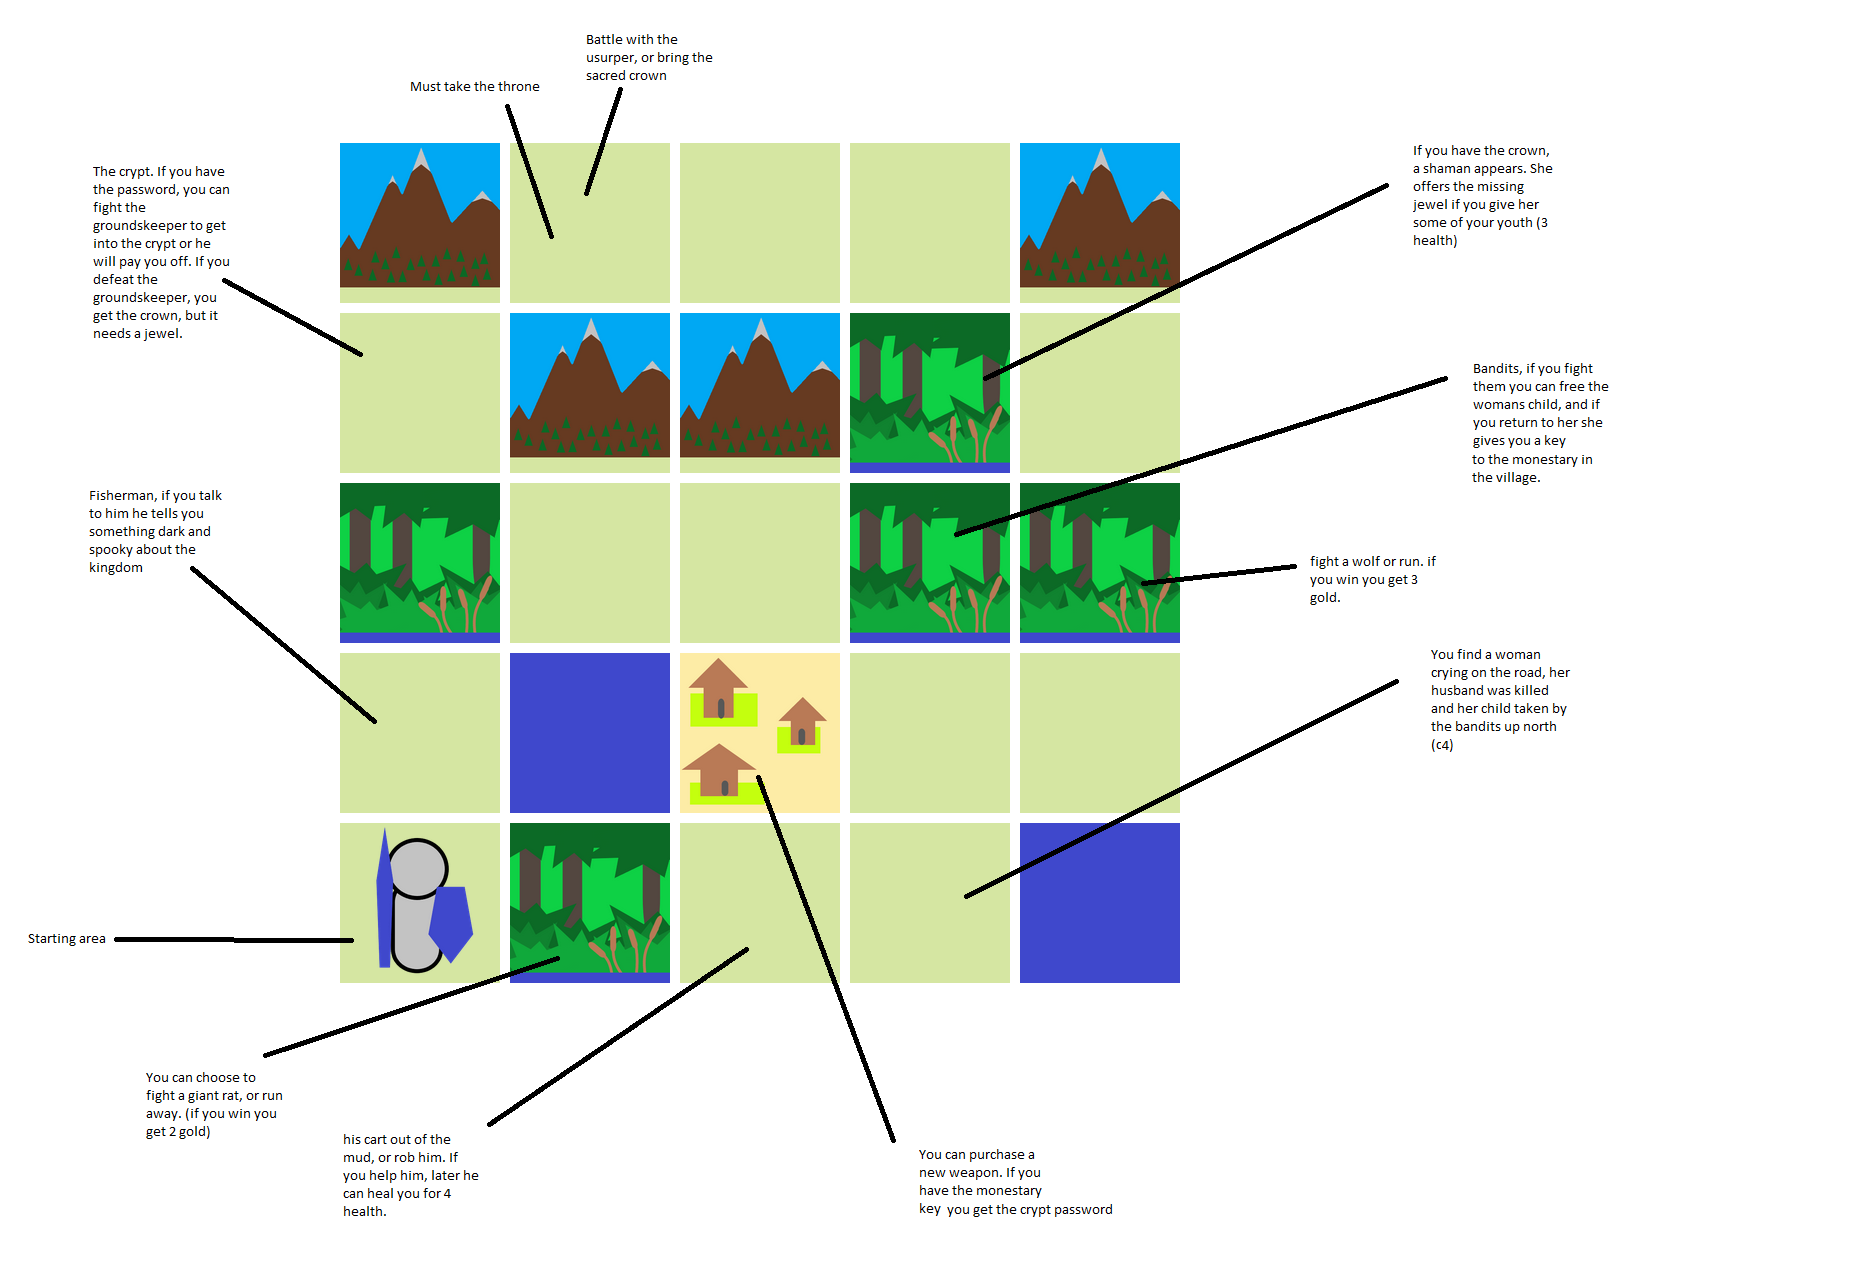 Battle with the
usurper, or bring the
sacred crown
Must take the throne
The crypt. If you have
the password, you can
fight the
groundskeeper to get
into the crypt or he
will pay you off. If you
defeat the
groundskeeper, you
get the crown, but it
needs a jewel.
If you have the crown,
a shaman appears. She
offers the missing
jewel if you give her
some of your youth (3
health)
Bandits, if you fight
them you can free the
womans child, and if
you return to her she
gives you a key
to the monestary in
the village.
Fisherman, if you talk
to him he tells you
something dark and
spooky about the
kingdom
fight a wolf or run. if
you win you get 3
gold.
You find a woman
crying on the road, her
husband was killed
and her child taken by
the bandits up north
(c4)
Starting area
You can choose to
fight a giant rat, or run
away. (if you win you
get 2 gold)
his cart out of the
mud, or rob him. If
you help him, later he
can heal you for 4
health.
You can purchase a
new weapon. If you
have the monestary
key you get the crypt password